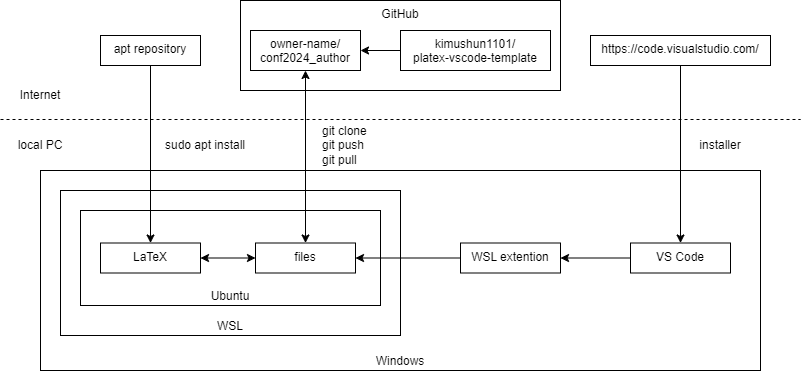 GitHub
apt repository
owner-name/
conf2024_author
kimushun1101/
platex-vscode-template
https://code.visualstudio.com/
Internet
local PC
sudo apt install
git clone
git push
git pull
installer
LaTeX
files
WSL extention
VS Code
Ubuntu
WSL
Windows